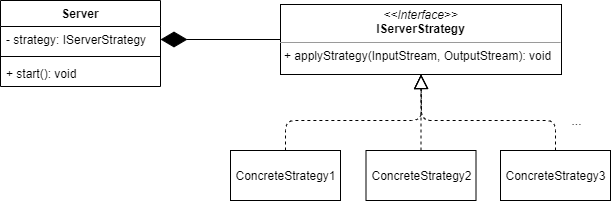 Server
- strategy: IServerStrategy
+ start(): void
<<Interface>>
IServerStrategy
+ applyStrategy(InputStream, OutputStream): void
...
ConcreteStrategy1
ConcreteStrategy2
ConcreteStrategy3